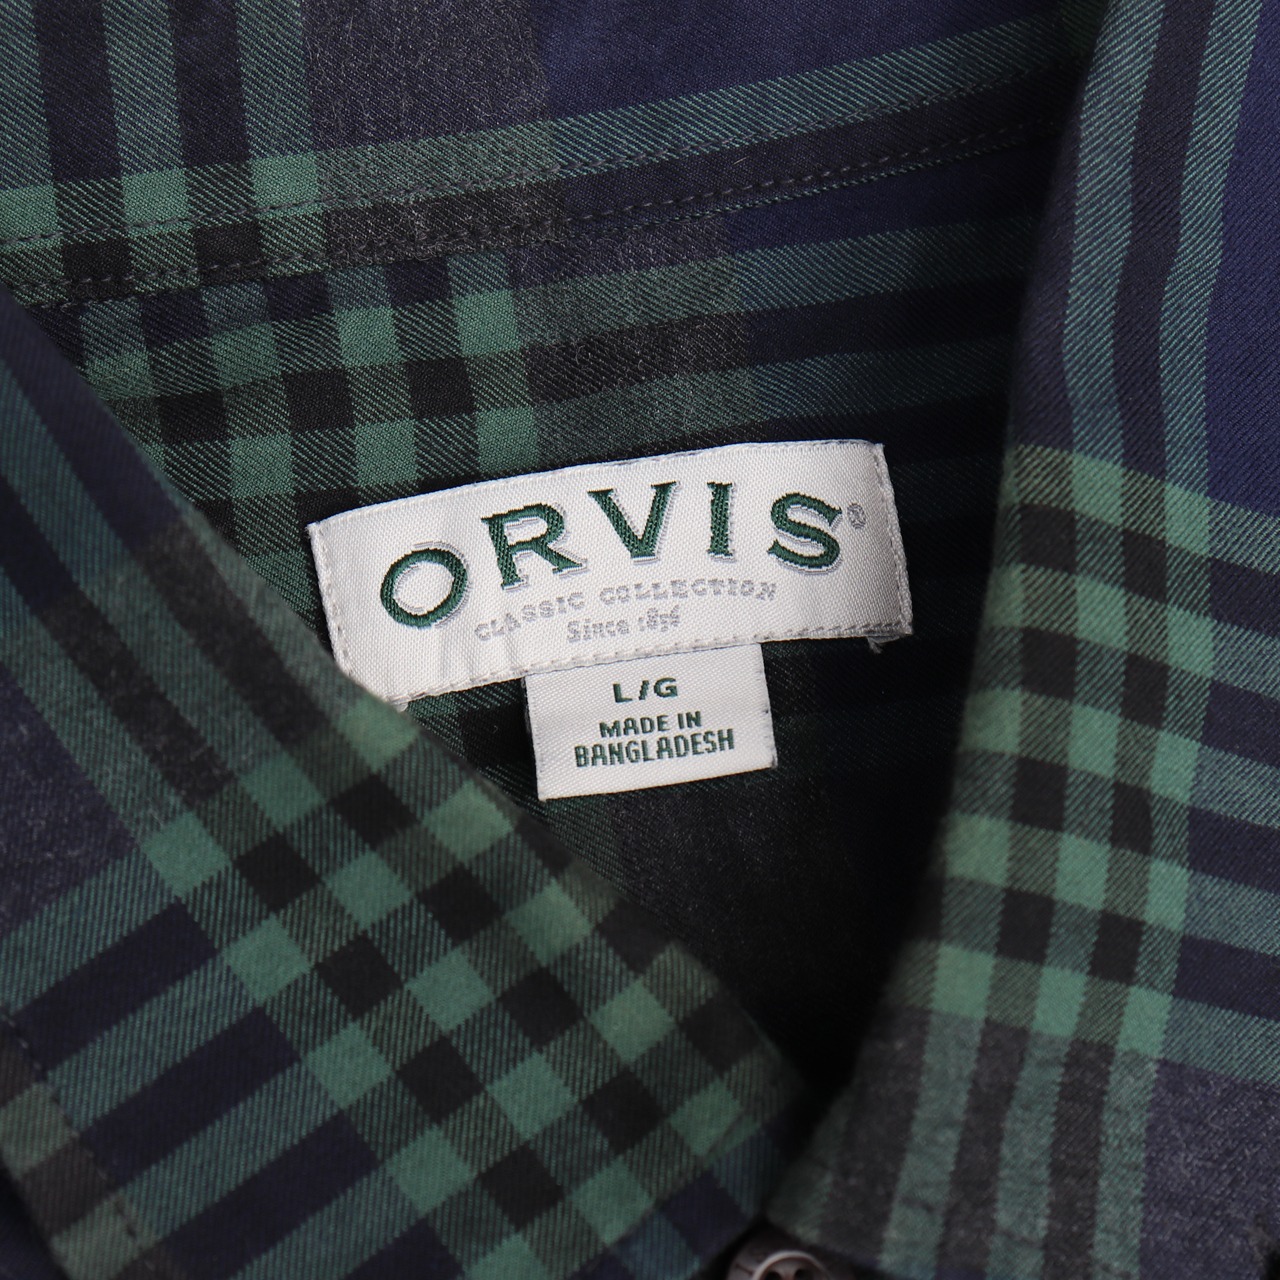 ORVIS®
CLASSIC COLLECTION
Since 1856
L/G
MADE IN
BANGLADESH